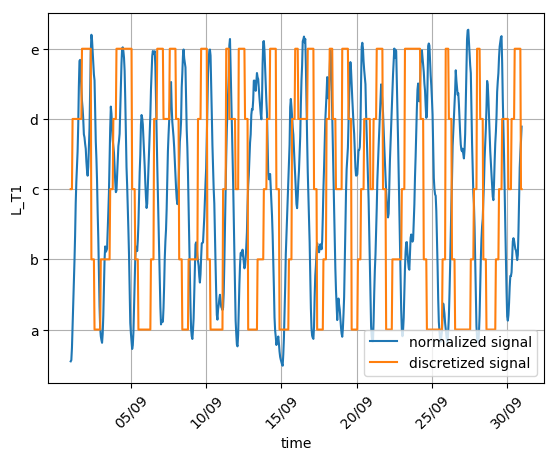 e
d
c
b
a
L_T1
normalized signal
discretized signal
05/09
10/09
15/09
20/09
25/09
30/09
time